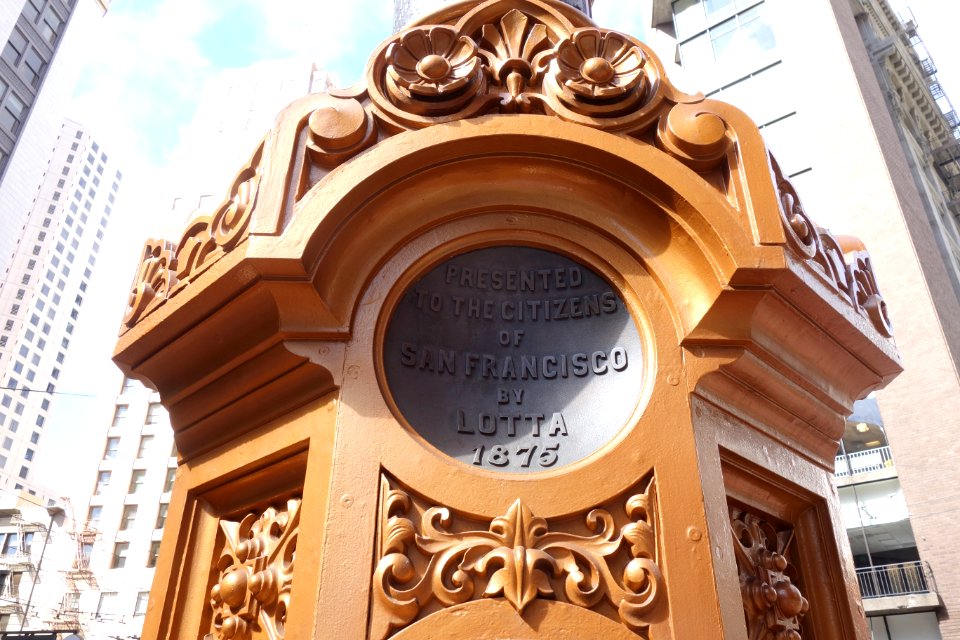 PRESENTED
TO THE CITIZENS
OF
SAN FRANCISCO
BY
LOTTA
1875